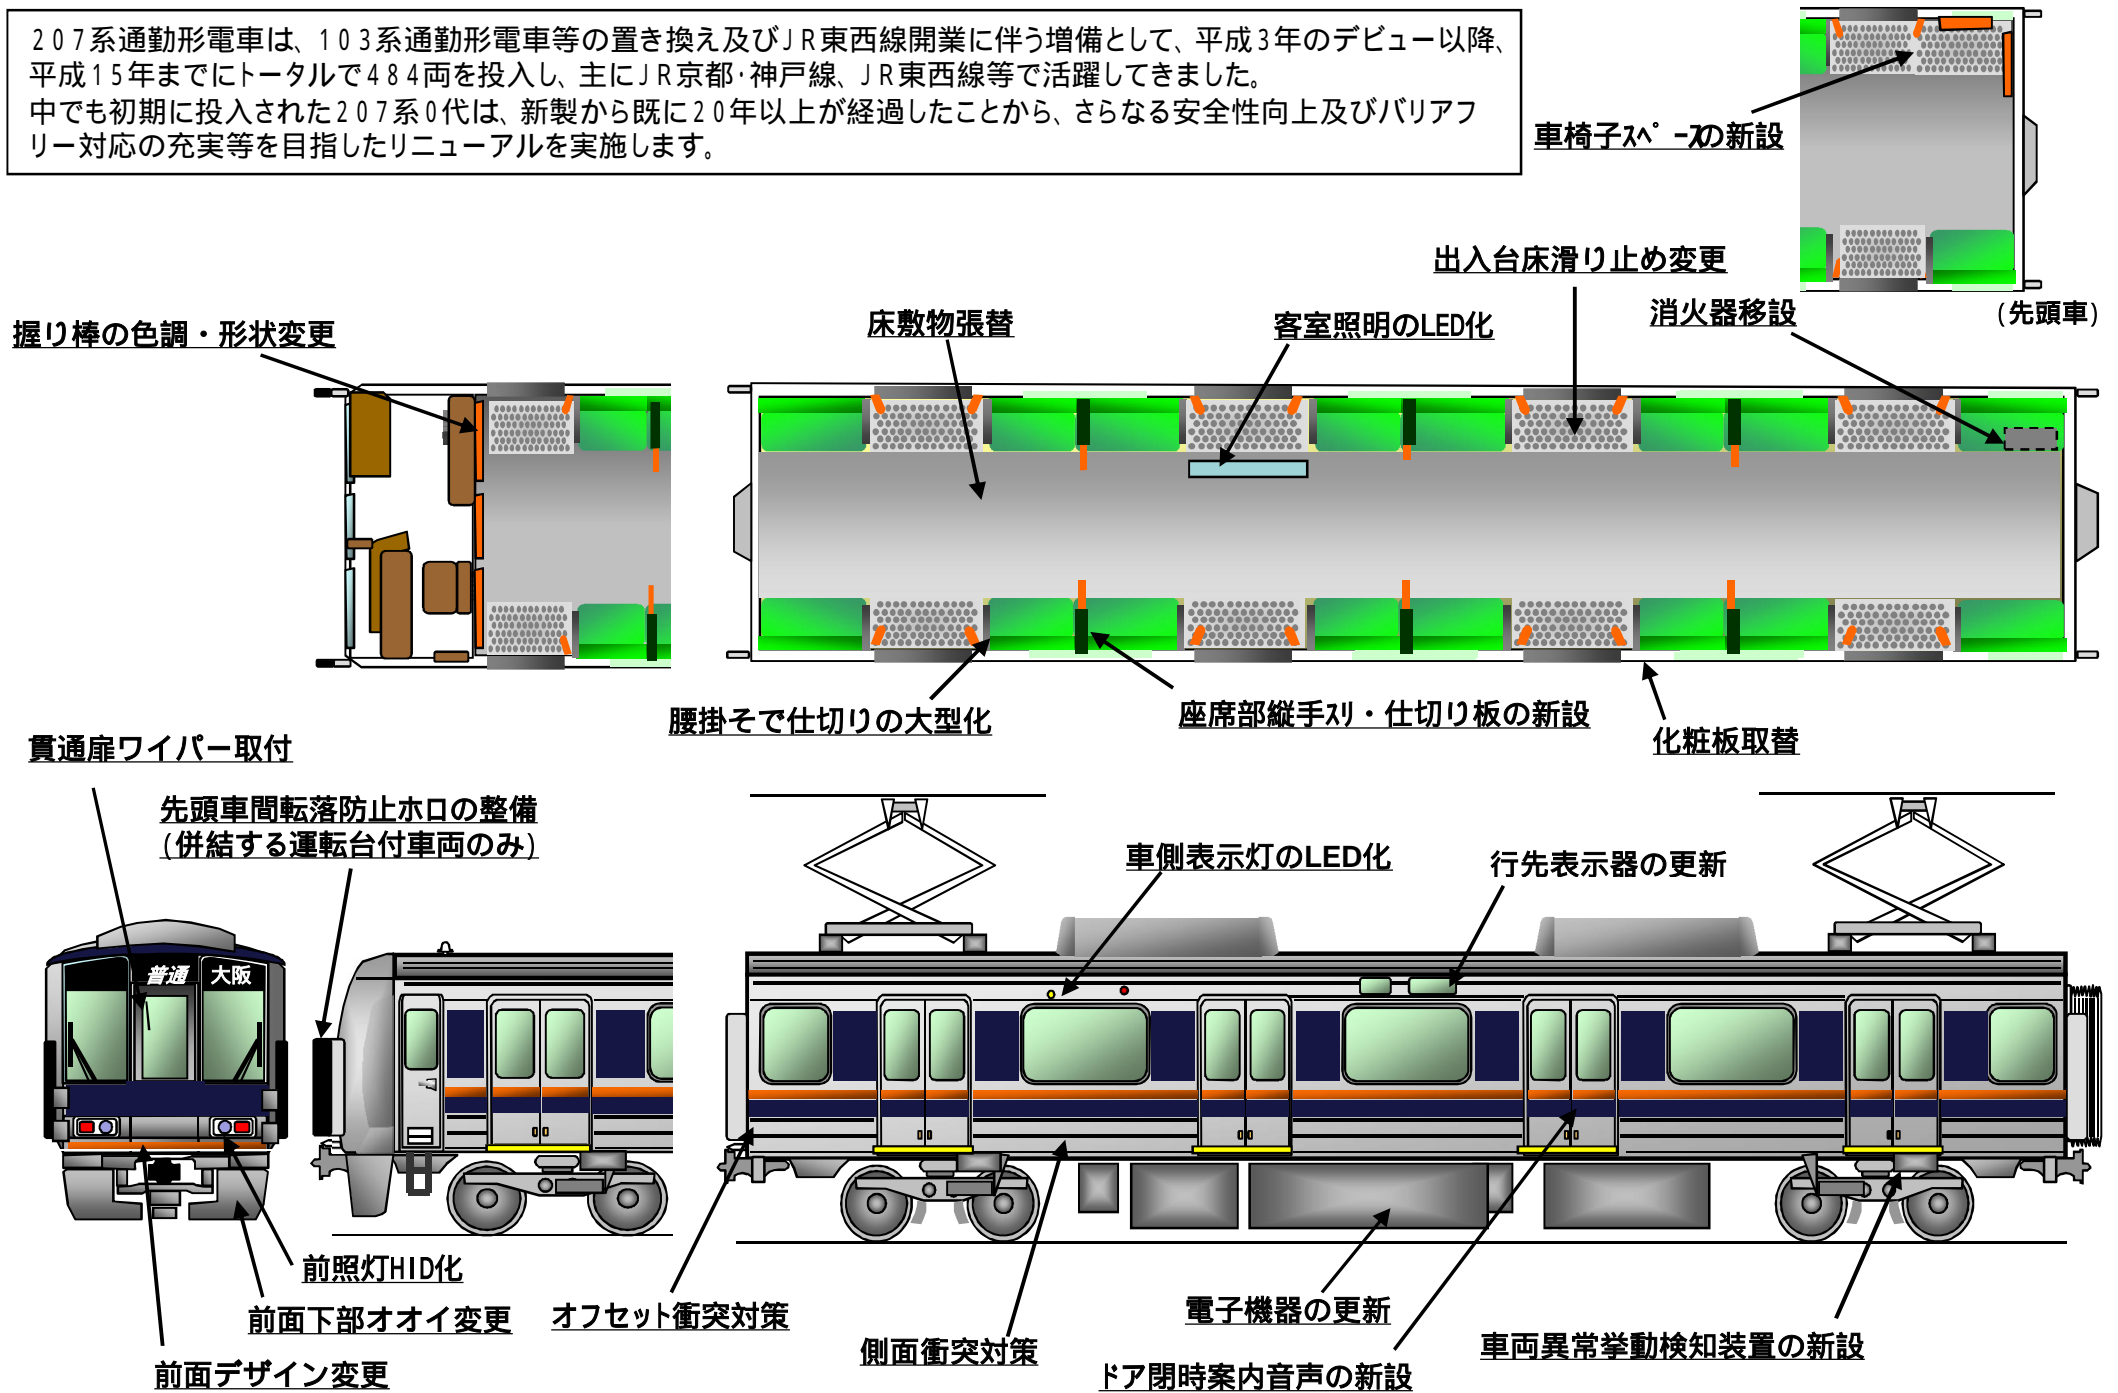 207系通勤形電車は、103系通勤形電車等の置き換え及びJR東西線開業に伴う増備として、平成3年のデビュー以降、
平成15年までにトータルで484両を投入し、主にJR京都・神戸線、JR東西線等で活躍してきました。
中でも初期に投入された207系0代は、新製から既に20年以上が経過したことから、さらなる安全性向上及びバリアフ
リー対応の充実等を目指したリニューアルを実施します。
車椅子ｽﾍﾟｰｽの新設
(先頭車)
出入台床滑り止め変更
消火器移設
客室照明のLED化
床敷物張替
握り棒の色調・形状変更
腰掛そで仕切りの大型化
座席部縦手ｽﾘ・仕切り板の新設
化粧板取替
貫通扉ワイパー取付
先頭車間転落防止ホロの整備
(併結する運転台付車両のみ)
車側表示灯のLED化
行先表示器の更新
普通
大阪
前照灯HID化
前面下部オオイ変更
前面デザイン変更
オフセット衝突対策
側面衝突対策
電子機器の更新
ドア閉時案内音声の新設
車両異常挙動検知装置の新設